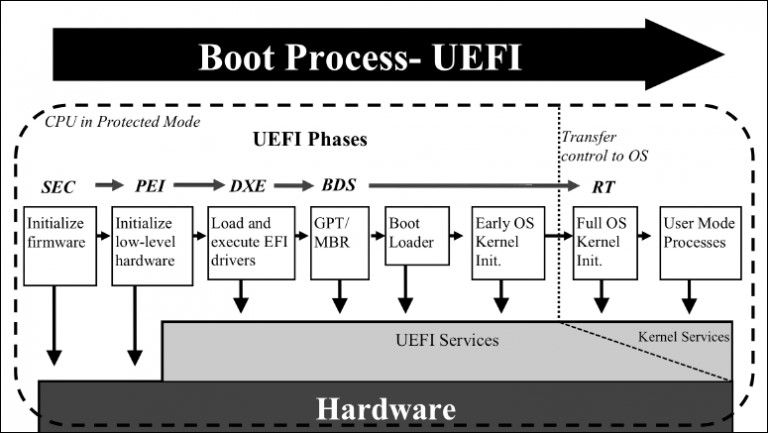 Boot Process- UEFI
CPU in Protected Mode
UEFI Phases
Transfer
control to OS
SEC
PEI
DXE
BDS
RT
Initialize
firmware
Initialize
low-level
hardware
Load and
execute EFI
drivers
GPT/
MBR
Boot
Loader
Early OS
Kernel
Init.
Full OS
Kernel
Init.
User Mode
Processes
UEFI Services
Kernel Services
Hardware